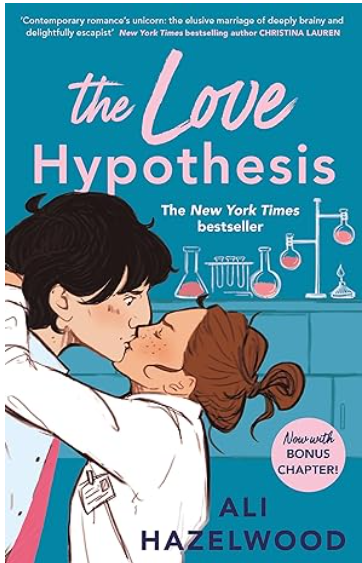 ‘Contemporary romance's unicorn: the elusive marriage of deeply brainy and
delightfully escapist’ New York Times bestselling author CHRISTINA LAUREN
the Love
Hypothesis
The New York Times
bestseller
Now with
BONUS
CHAPTER!
ALI
HAZELWOOD